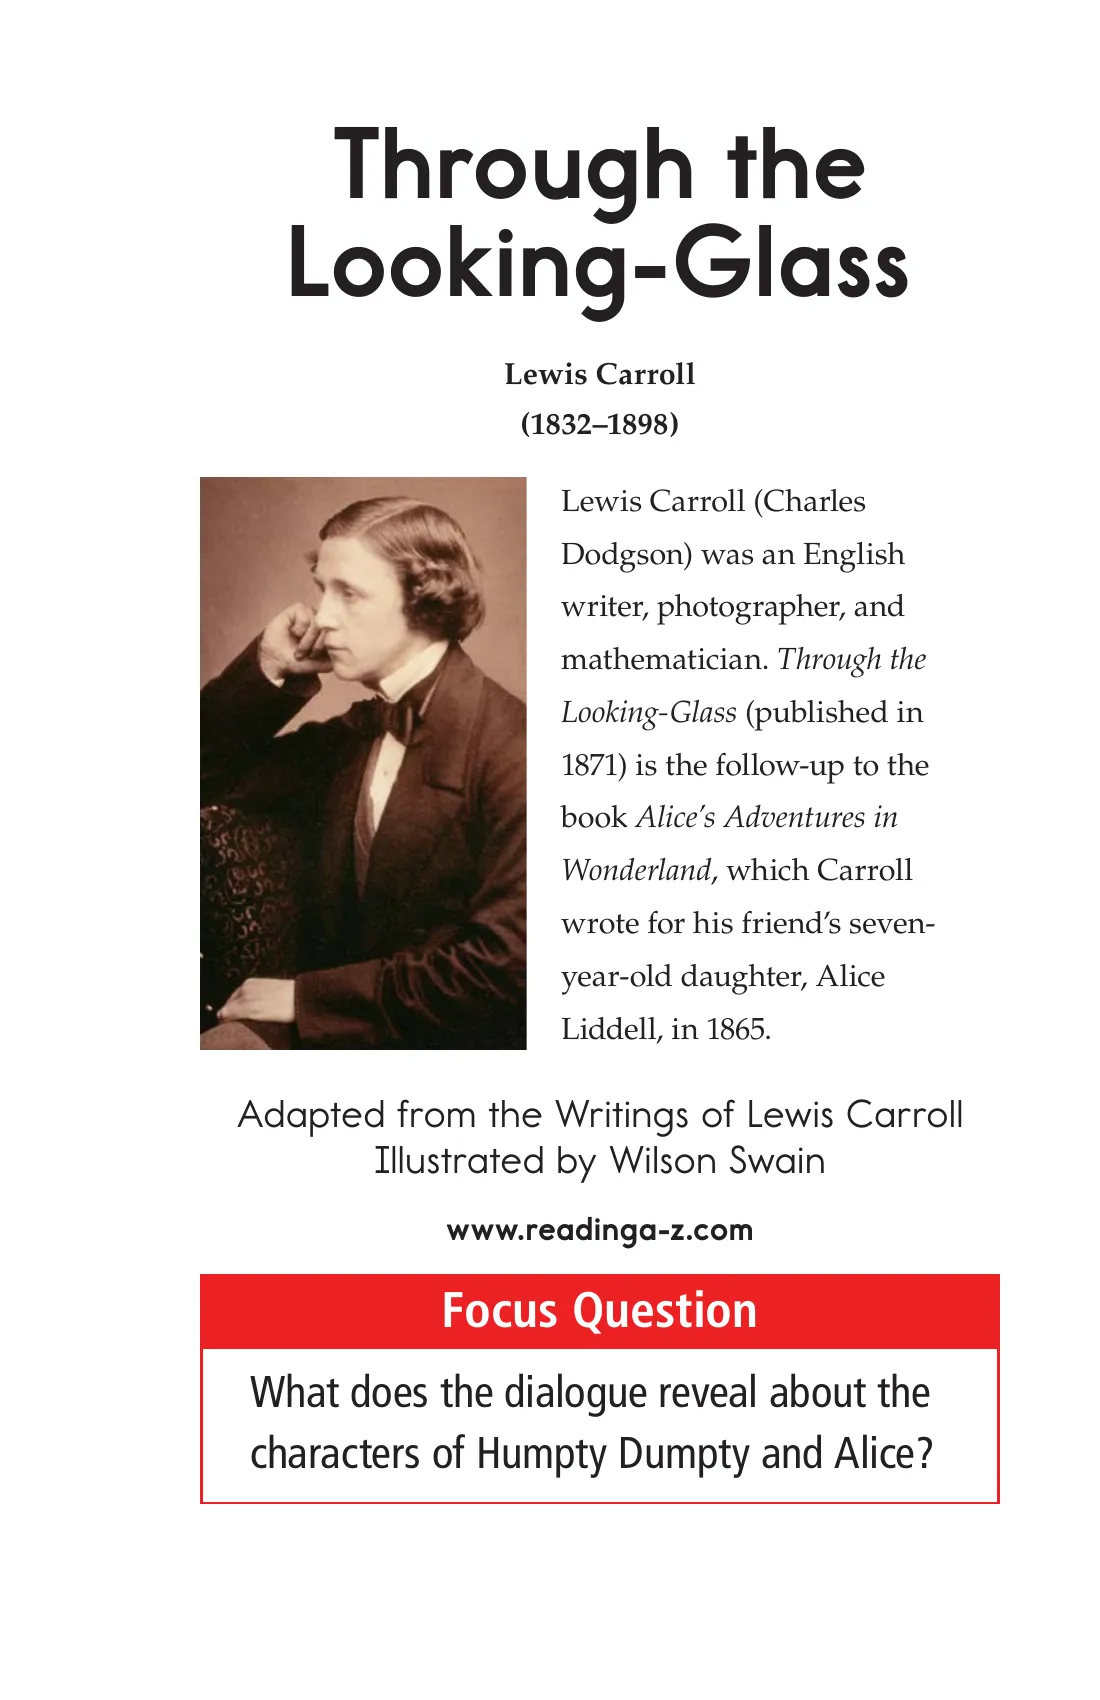 Through the
Looking-Glass
Lewis Carroll
(1832–1898)
Lewis Carroll (Charles
Dodgson) was an English
writer, photographer, and
mathematician. Through the
Looking-Glass (published in
1871) is the follow-up to the
book Alice’s Adventures in
Wonderland, which Carroll
wrote for his friend’s seven-
year-old daughter, Alice
Liddell, in 1865.
Adapted from the Writings of Lewis Carroll
Illustrated by Wilson Swain
www.readinga-z.com
Focus Question
What does the dialogue reveal about the
characters of Humpty Dumpty and Alice?